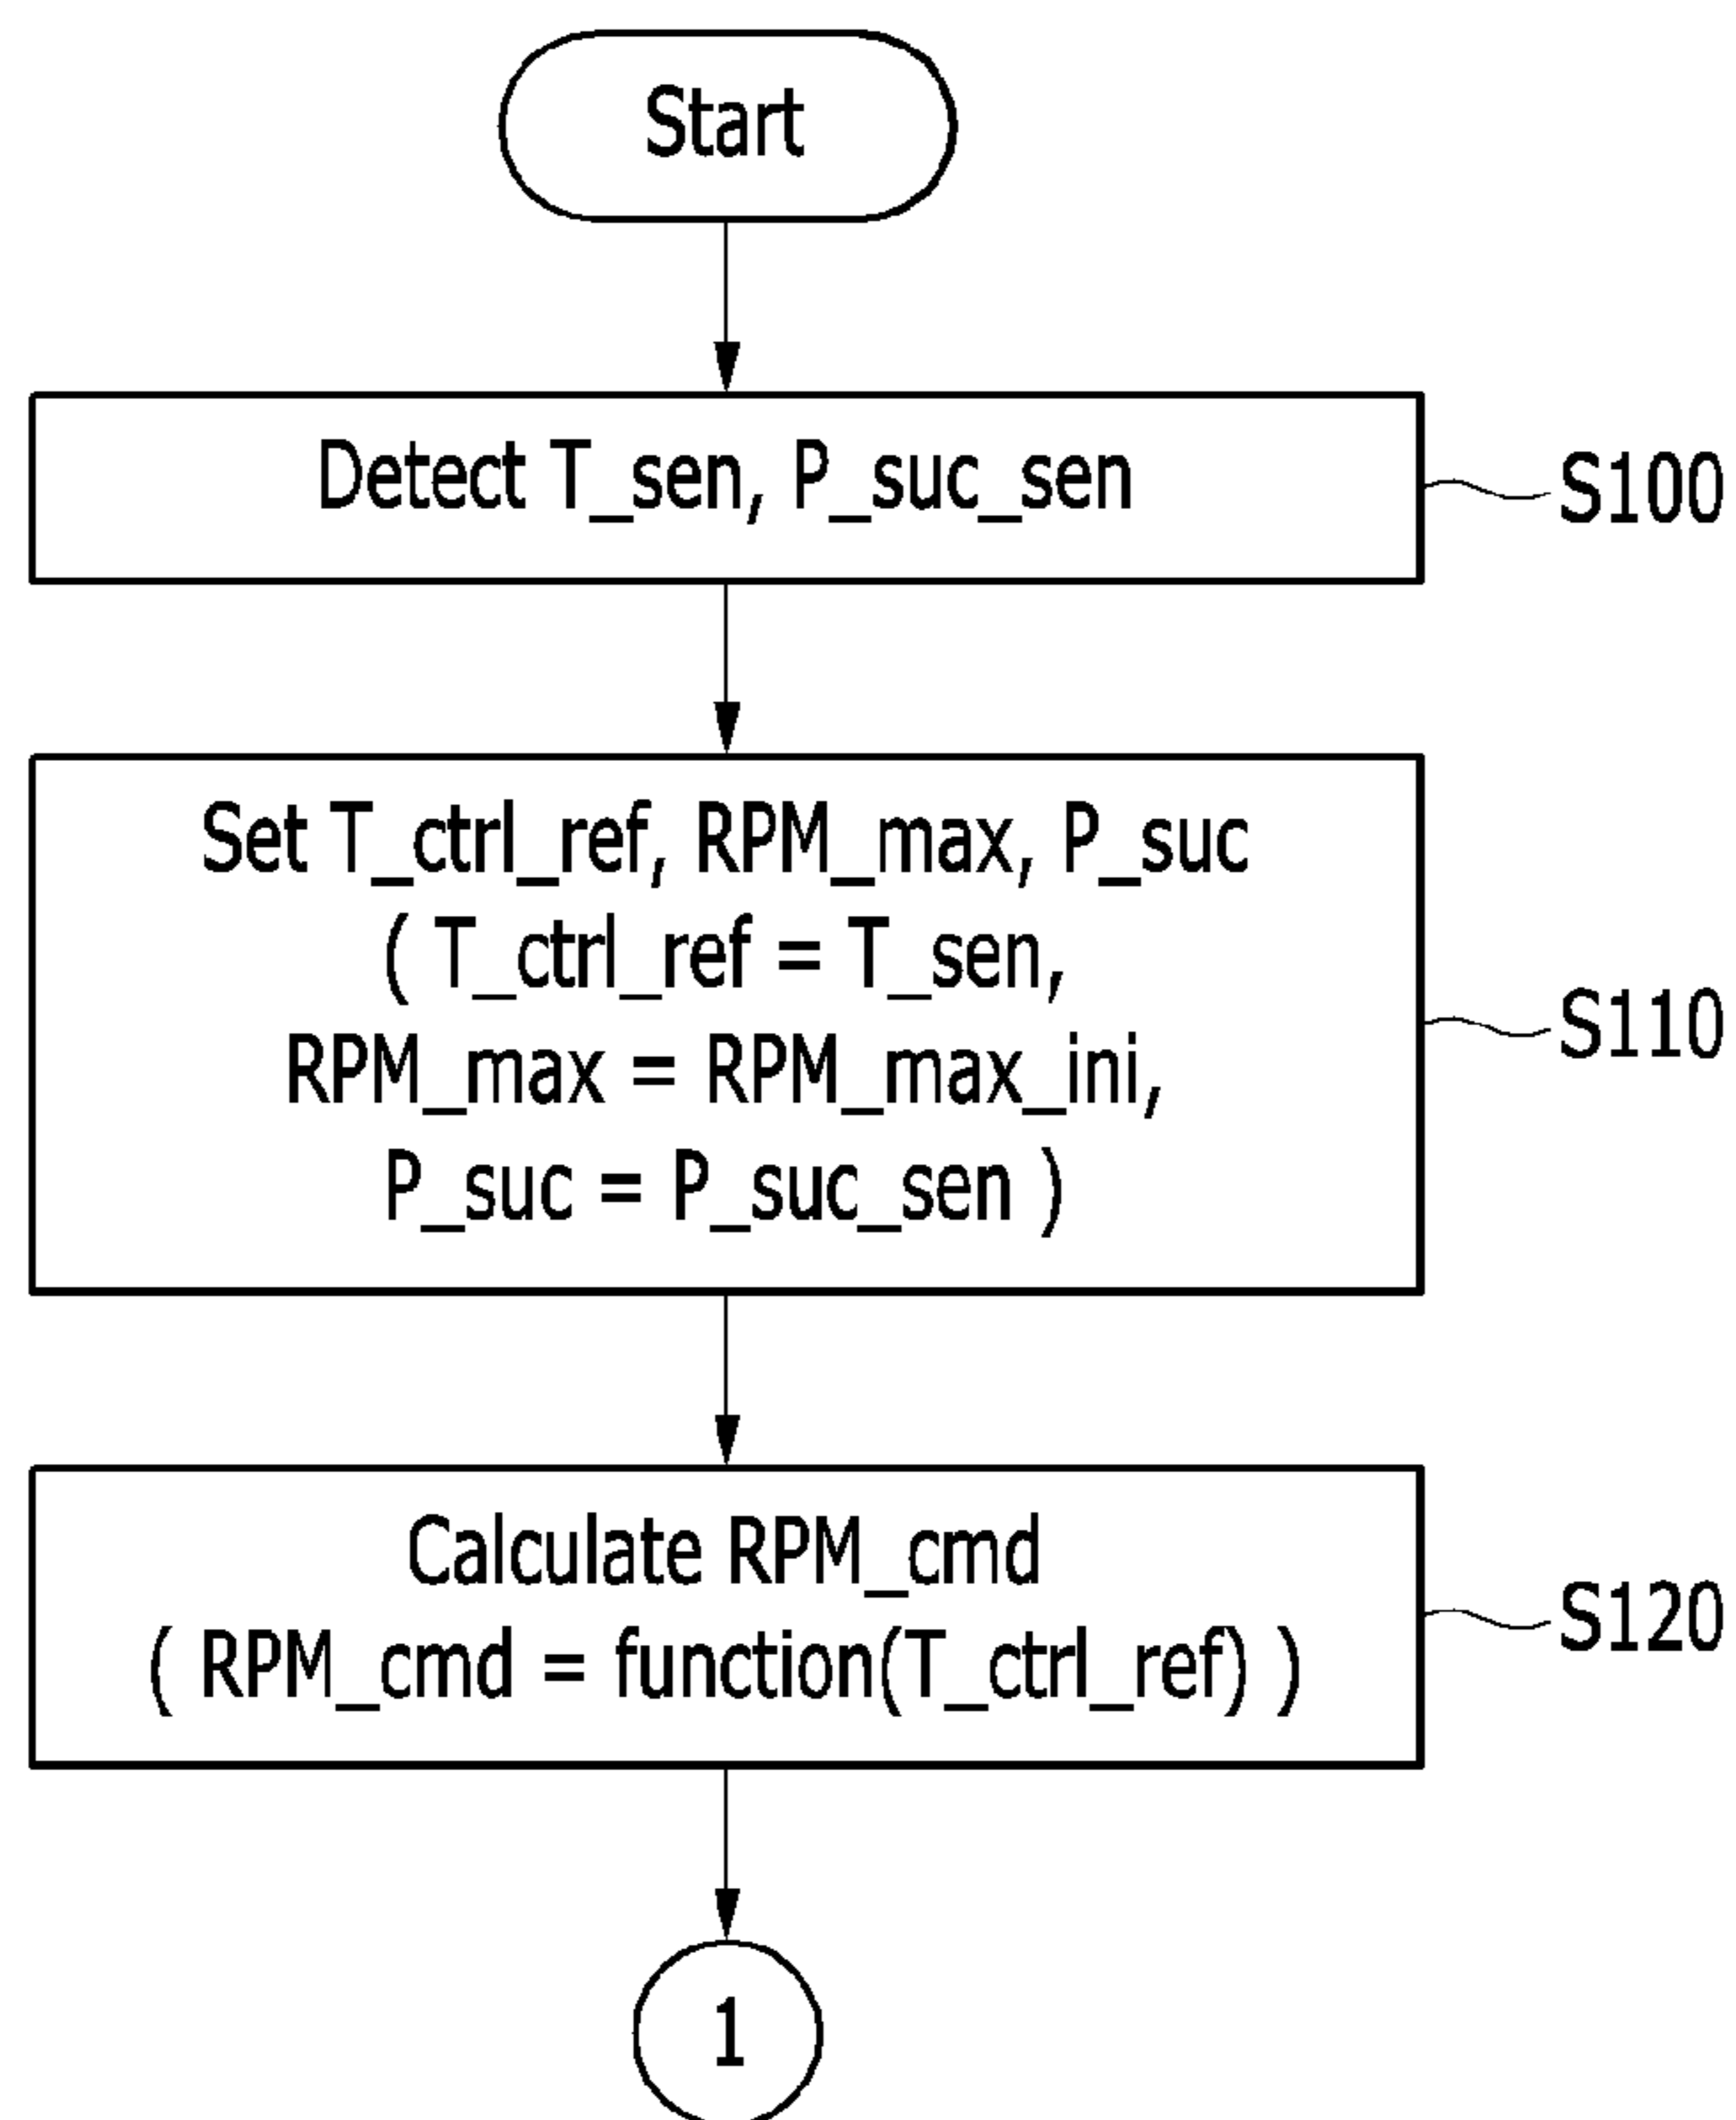 Start
Detect T_sen, P_suc_sen
S100
Set T_ctrl_ref, RPM_max, P_suc
( T_ctrl_ref = T_sen,
RPM_max = RPM_max_ini,
P_suc = P_suc_sen )
S110
Calculate RPM_cmd
( RPM_cmd = function(T_ctrl_ref) )
S120
1